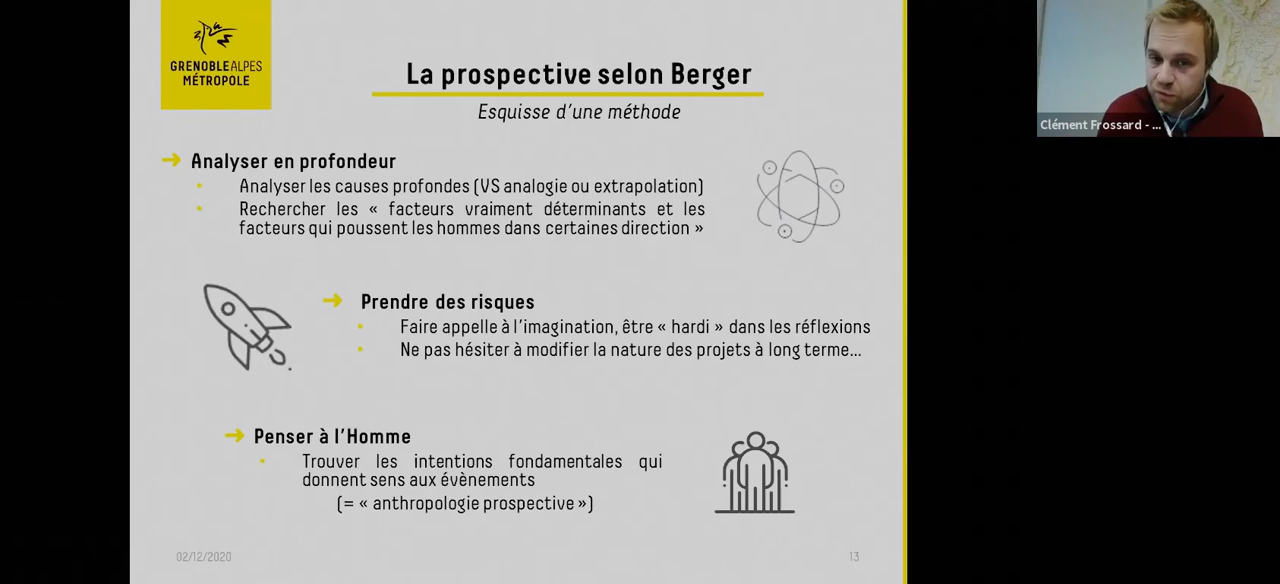 GRENOBLEALPES
MÉTROPOLE
La prospective selon Berger
Esquisse d'une méthode
➜ Analyser en profondeur
• Analyser les causes profondes (VS analogie ou extrapolation)
• Rechercher les « facteurs vraiment déterminants et les
facteurs qui poussent les hommes dans certaines direction »
➜ Prendre des risques
• Faire appelle à l'imagination, être « hardi » dans les réflexions
• Ne pas hésiter à modifier la nature des projets à long terme...
➜ Penser à l'Homme
• Trouver les intentions fondamentales qui
donnent sens aux évènements
(= « anthropologie prospective »)
02/12/2020
13
Clément Frossard - ...